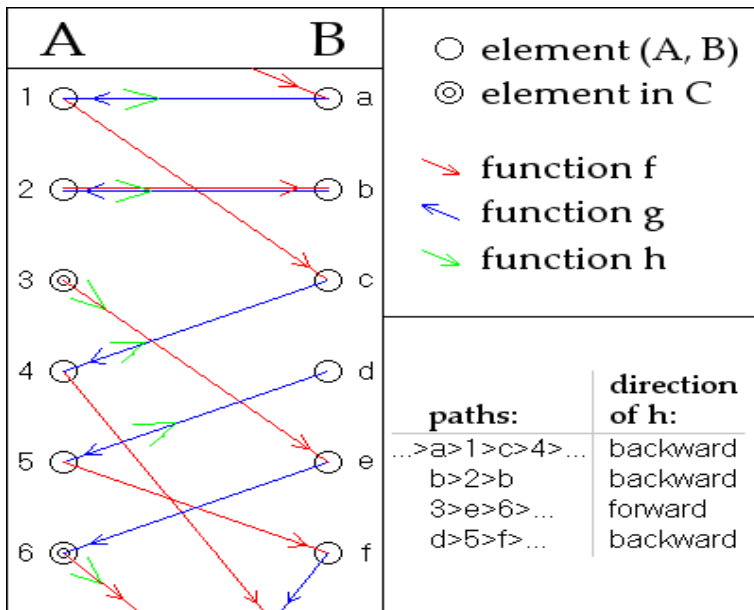 A B
1 a
2 b
3 c
4 d
5 e
6 f
element (A, B)
element in C
function f
function g
function h
paths: direction of h:
...>a>1>c>4>... backward
b>2>b backward
3>e>6>... forward
d>5>f>... backward